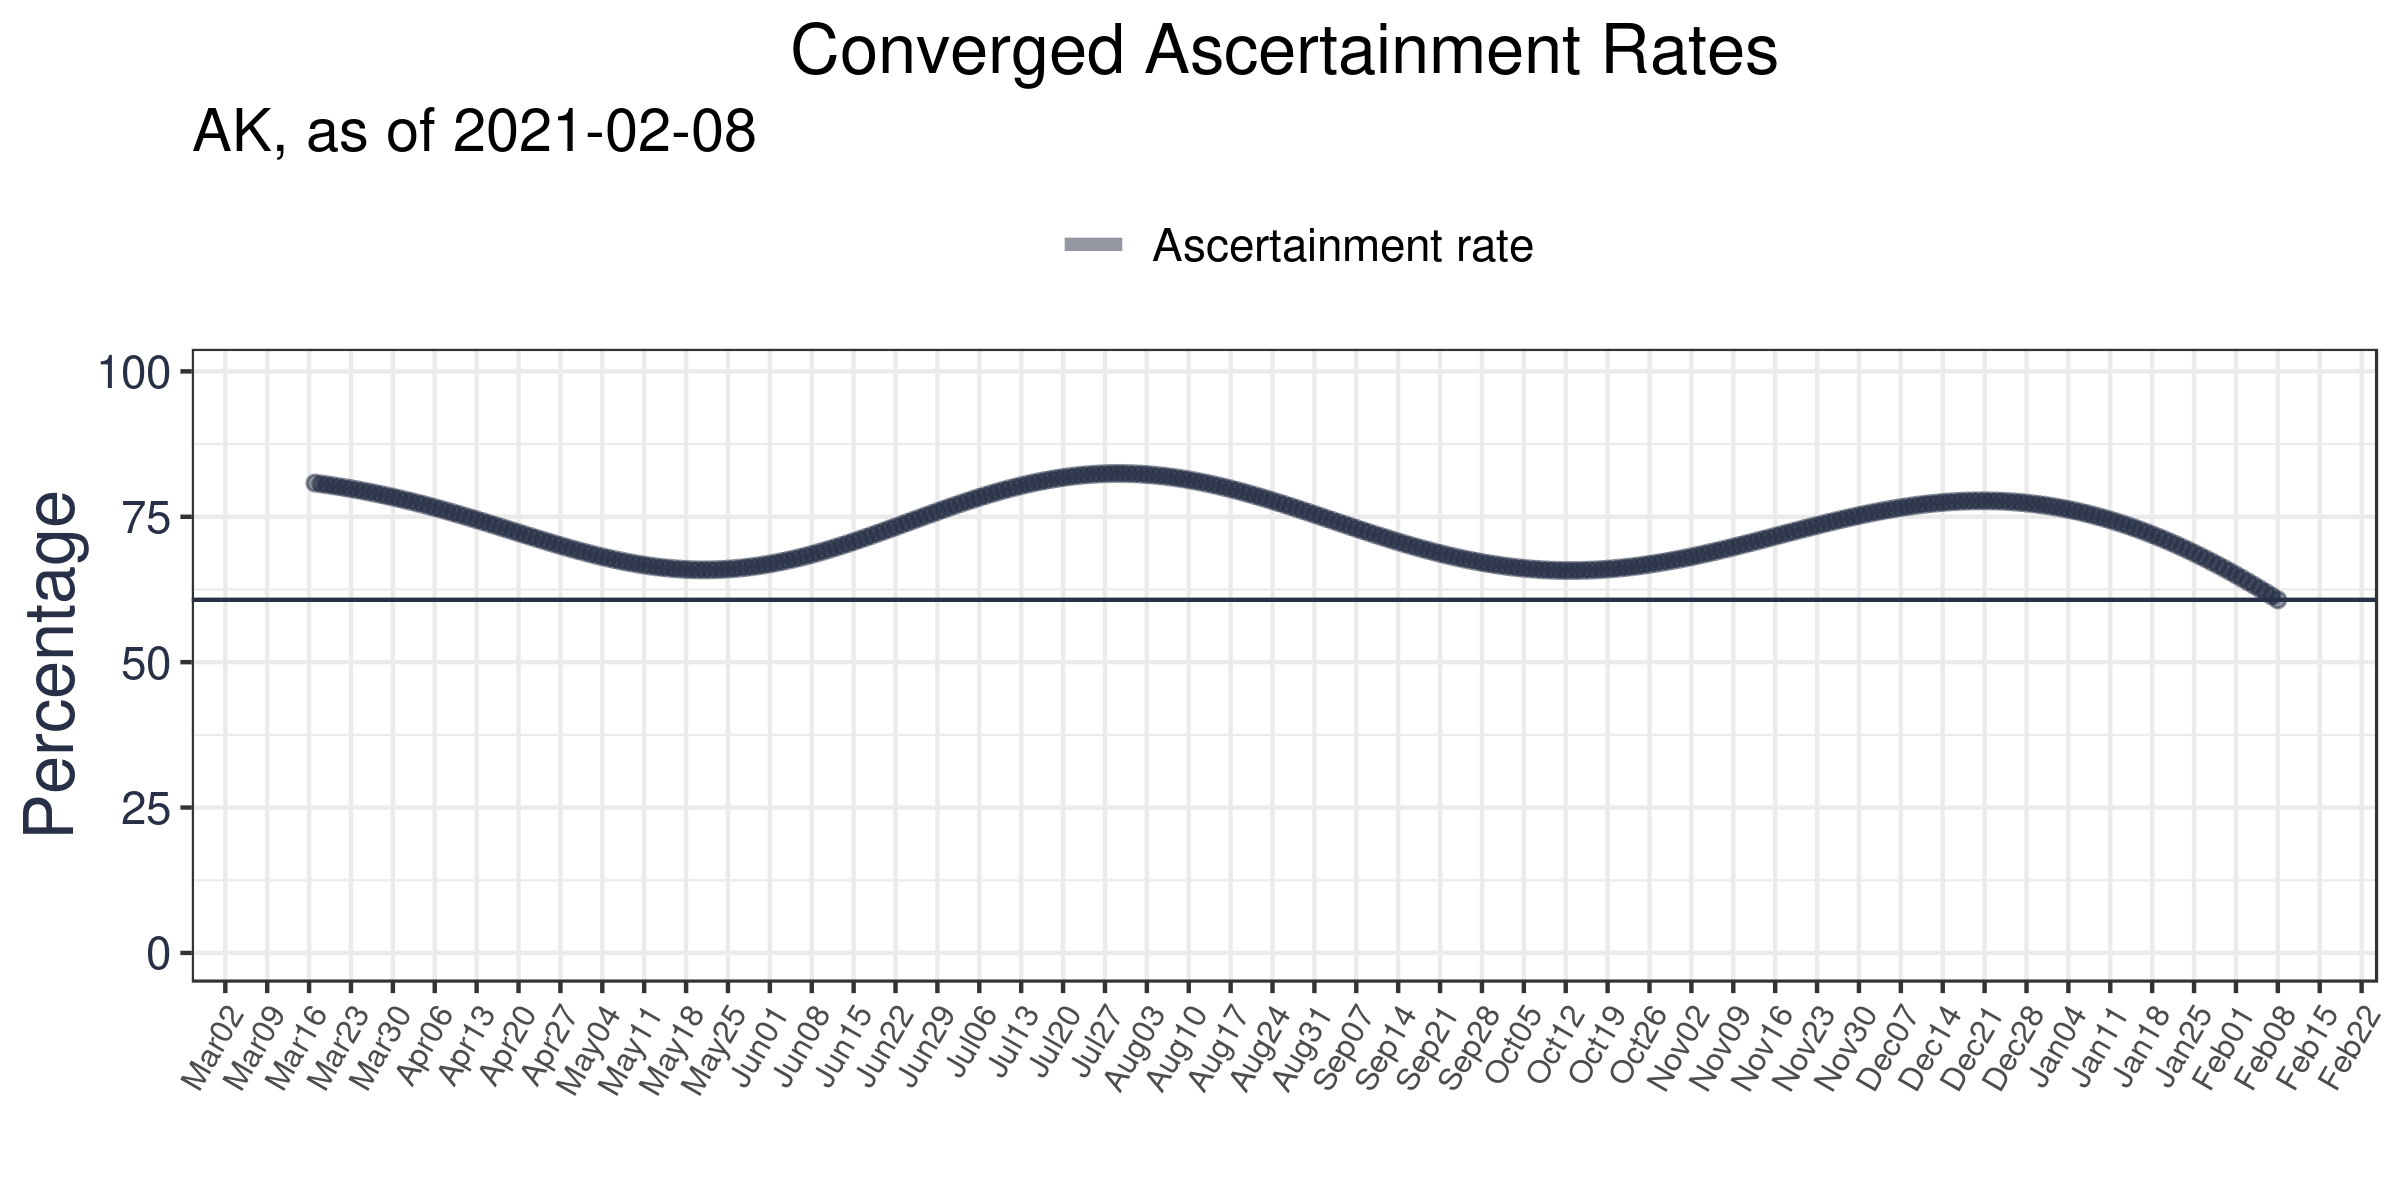 Converged Ascertainment Rates
AK, as of 2021-02-08
Ascertainment rate
Percentage
100
75
50
25
0
Mar02
Mar09
Mar16
Mar23
Mar30
Apr06
Apr13
Apr20
Apr27
May04
May11
May18
May25
Jun01
Jun08
Jun15
Jun22
Jun29
Jul06
Jul13
Jul20
Jul27
Aug03
Aug10
Aug17
Aug24
Aug31
Sep07
Sep14
Sep21
Sep28
Oct05
Oct12
Oct19
Oct26
Nov02
Nov09
Nov16
Nov23
Nov30
Dec07
Dec14
Dec21
Dec28
Jan04
Jan11
Jan18
Jan25
Feb01
Feb08
Feb15
Feb22